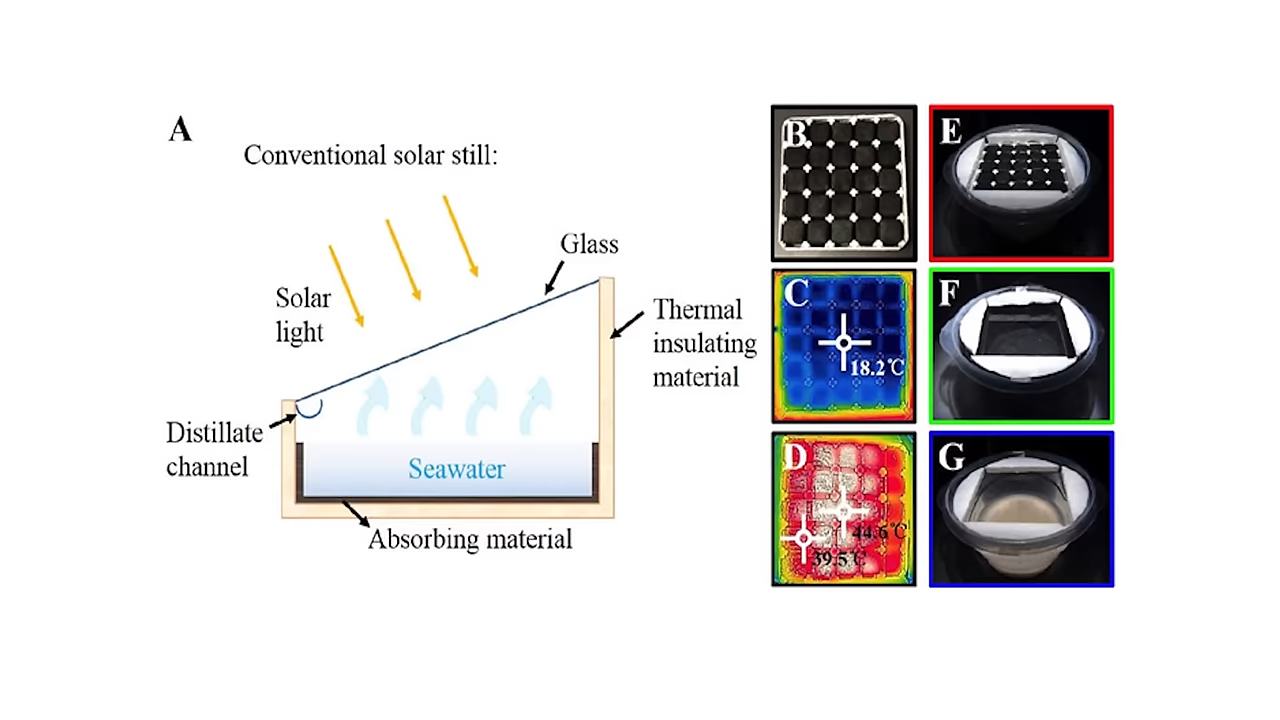 A
Conventional solar still:
Glass
Solar
light
Thermal
insulating
material
Distillate
channel
Seawater
Absorbing material
B
C
18.2℃
D
44.6℃
39.5℃
E
F
G